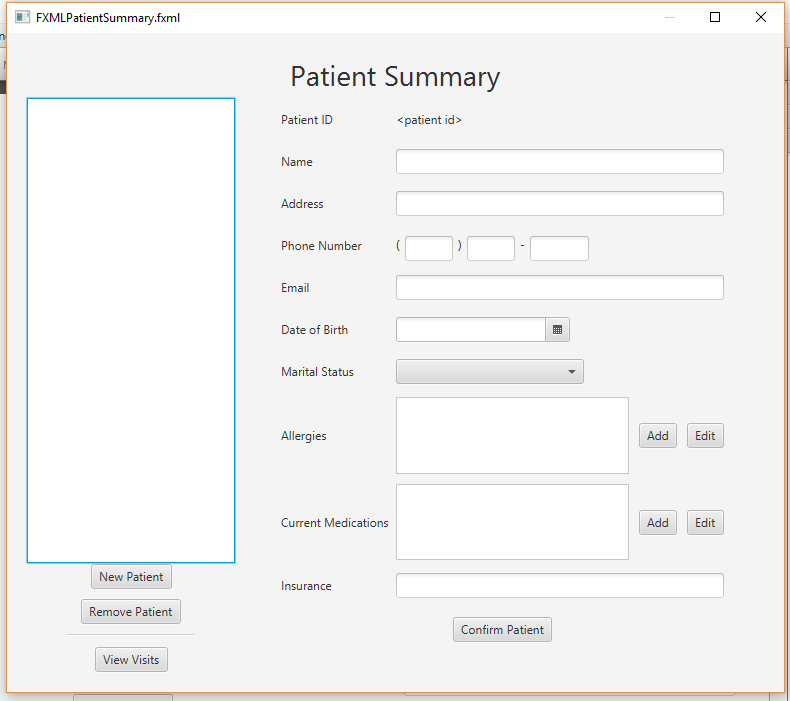 FXMLPatientSummary.fxml
Patient Summary
Patient ID <patient id>
Name
Address
Phone Number ( ) -
Email
Date of Birth
Marital Status
Allergies Add Edit
Current Medications Add Edit
Insurance
Confirm Patient
New Patient
Remove Patient
View Visits